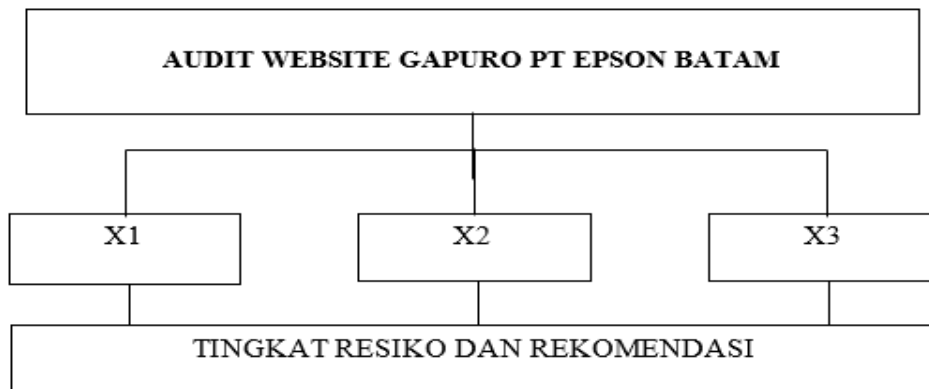 AUDIT WEBSITE GAPURO PT EPSON BATAM
X1
X2
X3
TINGKAT RESIKO DAN REKOMENDASI